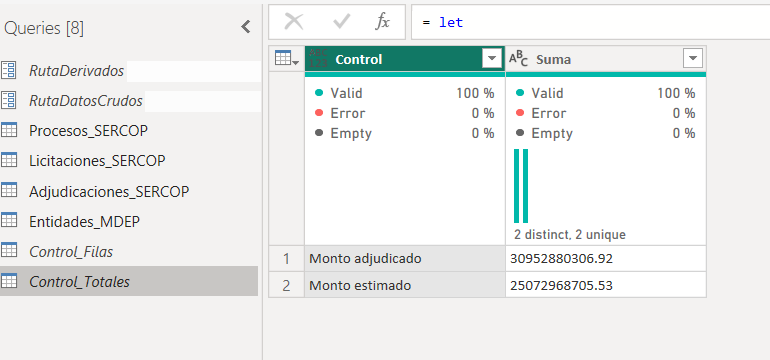 Queries [8]
fx
= let
RutaDerivados
RutaDatosCrudos
Procesos_SERCOP
Licitaciones_SERCOP
Adjudicaciones_SERCOP
Entidades_MDEP
Control_Filas
Control_Totales
Control
ABC Suma
Valid 100 %
Error 0 %
Empty 0 %
Valid 100 %
Error 0 %
Empty 0 %
2 distinct, 2 unique
1 Monto adjudicado 30952880306.92
2 Monto estimado 25072968705.53